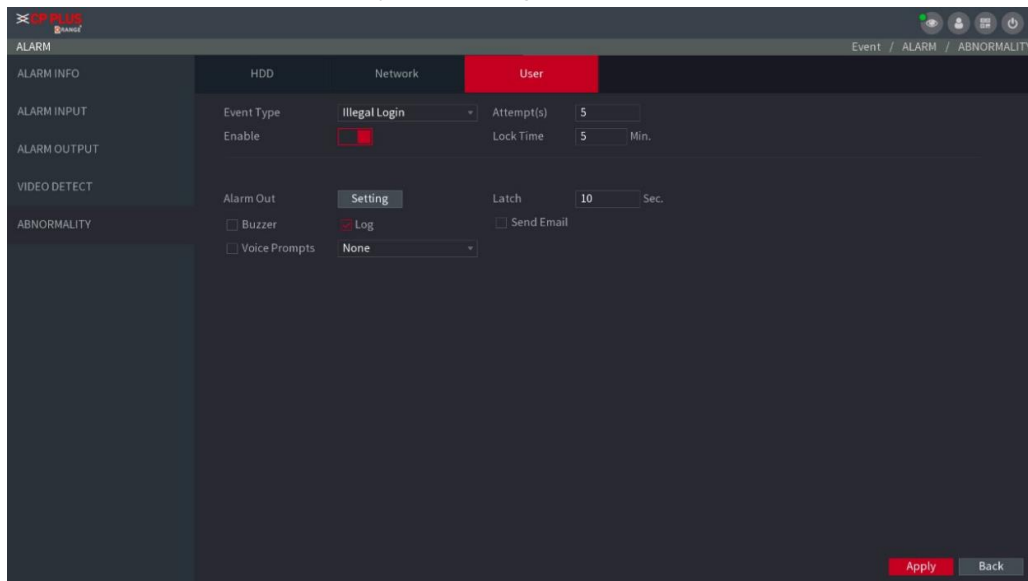 CP PLUS
ORANGE
ALARM
Event / ALARM / ABNORMALITY
ALARM INFO
ALARM INPUT
ALARM OUTPUT
VIDEO DETECT
ABNORMALITY
HDD Network User
Event Type Illegal Login Attempt(s) 5
Enable Lock Time 5 Min.
Alarm Out Setting Latch 10 Sec.
Buzzer Log Send Email
Voice Prompts None
Apply Back